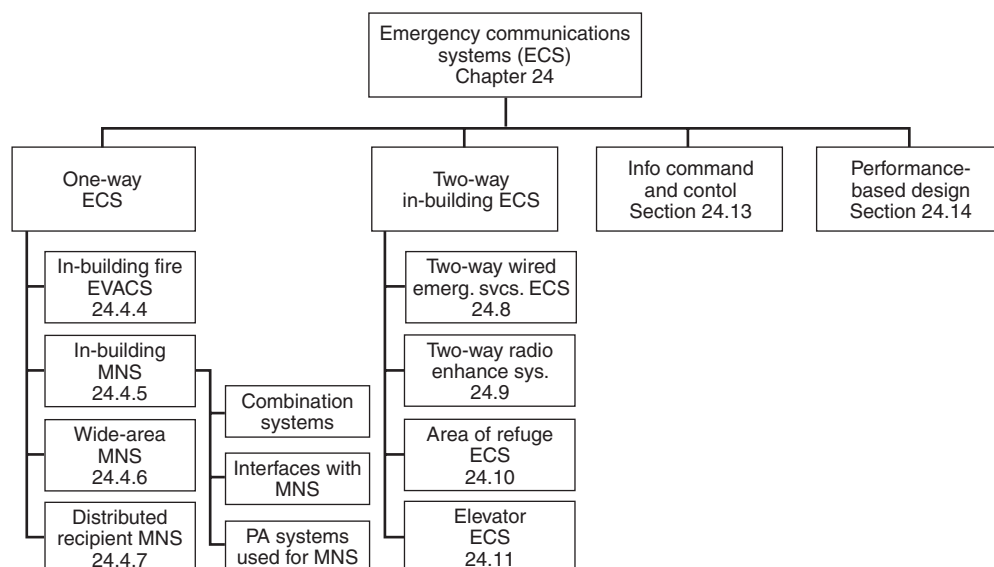 Emergency communications
systems (ECS)
Chapter 24
One-way
ECS
Two-way
in-building ECS
Info command
and contol
Section 24.13
Performance-
based design
Section 24.14
In-building fire
EVACS
24.4.4
In-building
MNS
24.4.5
Wide-area
MNS
24.4.6
Distributed
recipient MNS
24.4.7
Combination
systems
Interfaces with
MNS
PA systems
used for MNS
Two-way wired
emerg. svcs. ECS
24.8
Two-way radio
enhance sys.
24.9
Area of refuge
ECS
24.10
Elevator
ECS
24.11